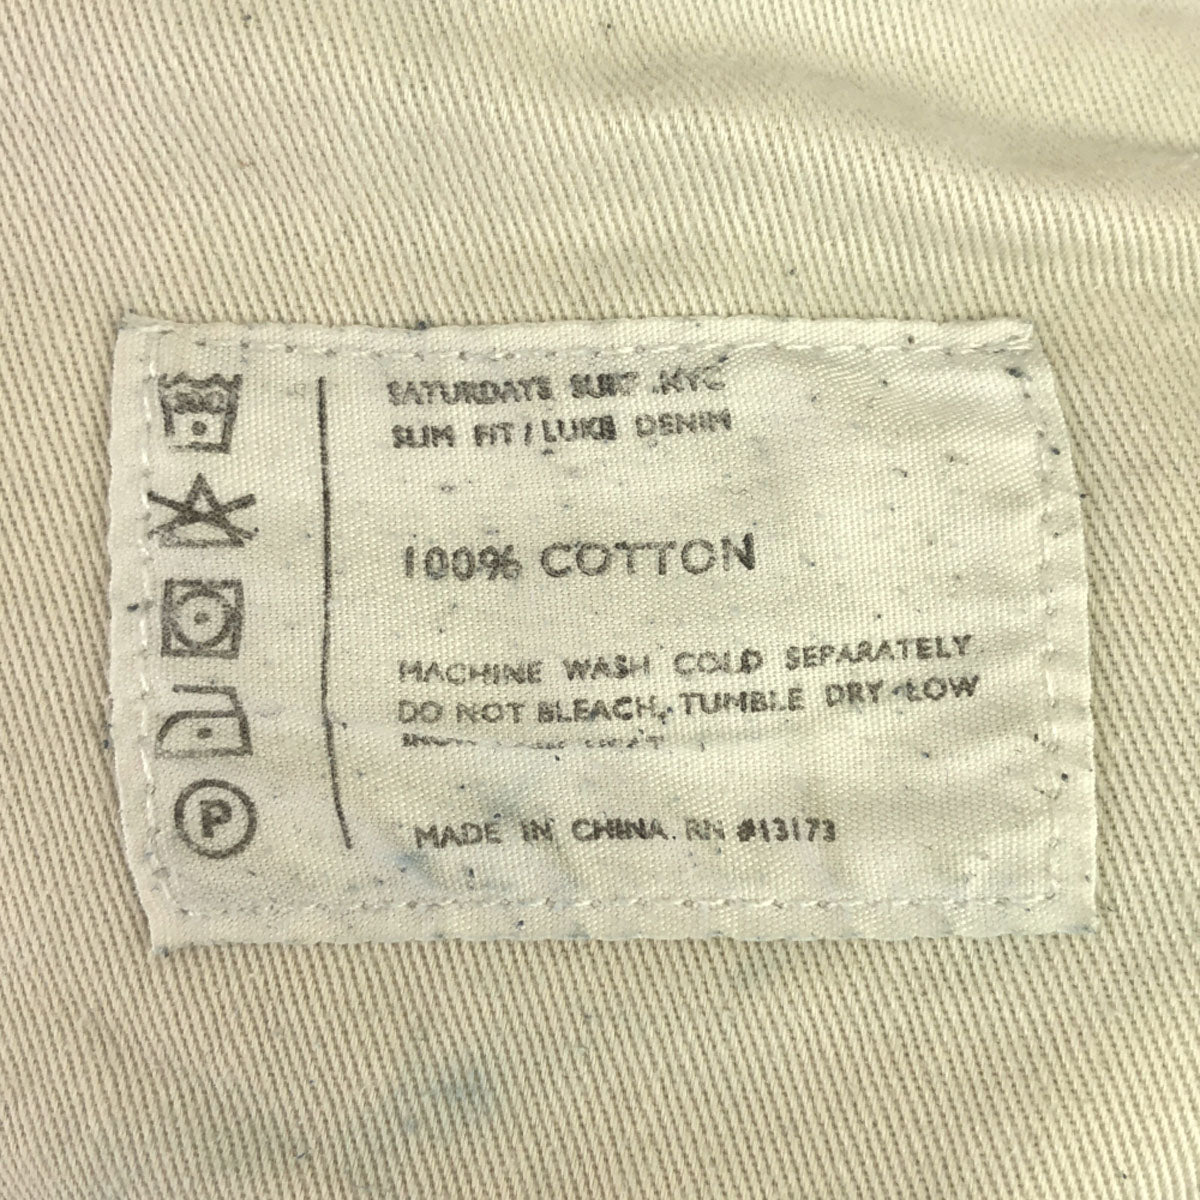 SATURDAYS SURF NYC
SLIM FIT / LUKE DENIM
100% COTTON
MACHINE WASH COLD SEPARATELY
DO NOT BLEACH, TUMBLE DRY LOW
P
MADE IN CHINA. RN #13173